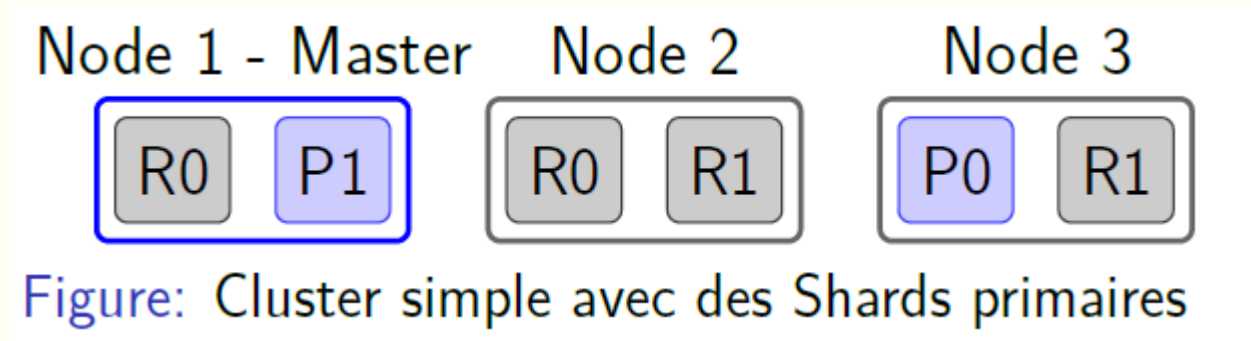 Node 1 - Master Node 2 Node 3
R0 P1 R0 R1 P0 R1
Figure: Cluster simple avec des Shards primaires